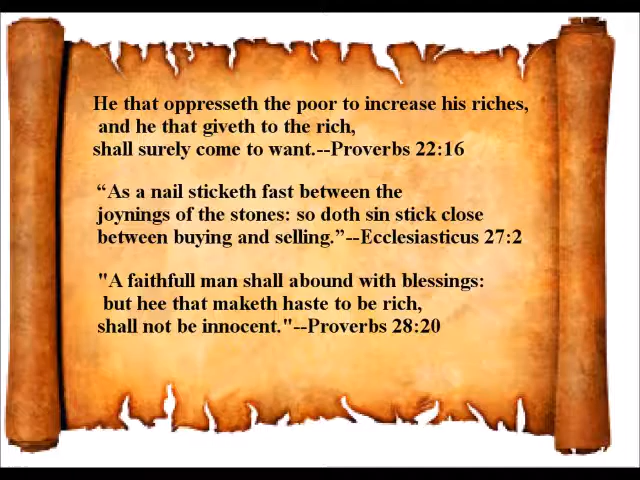 He that oppresseth the poor to increase his riches,
and he that giveth to the rich,
shall surely come to want.--Proverbs 22:16
“As a nail sticketh fast between the
joynings of the stones: so doth sin stick close
between buying and selling.”--Ecclesiasticus 27:2
"A faithfull man shall abound with blessings:
but hee that maketh haste to be rich,
shall not be innocent."--Proverbs 28:20